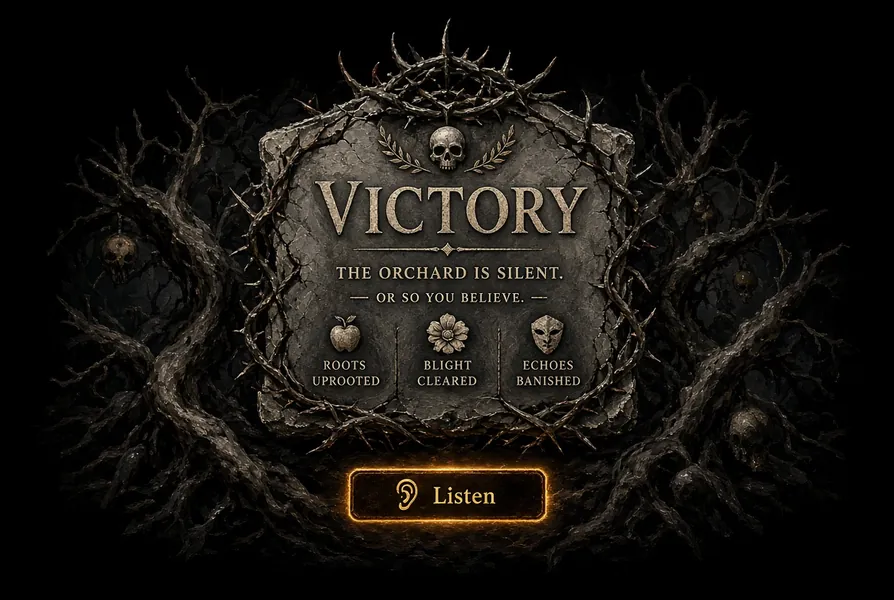 VICTORY
THE ORCHARD IS SILENT.
— OR SO YOU BELIEVE. —
ROOTS
UPROOTED
BLIGHT
CLEARED
ECHOES
BANISHED
Listen